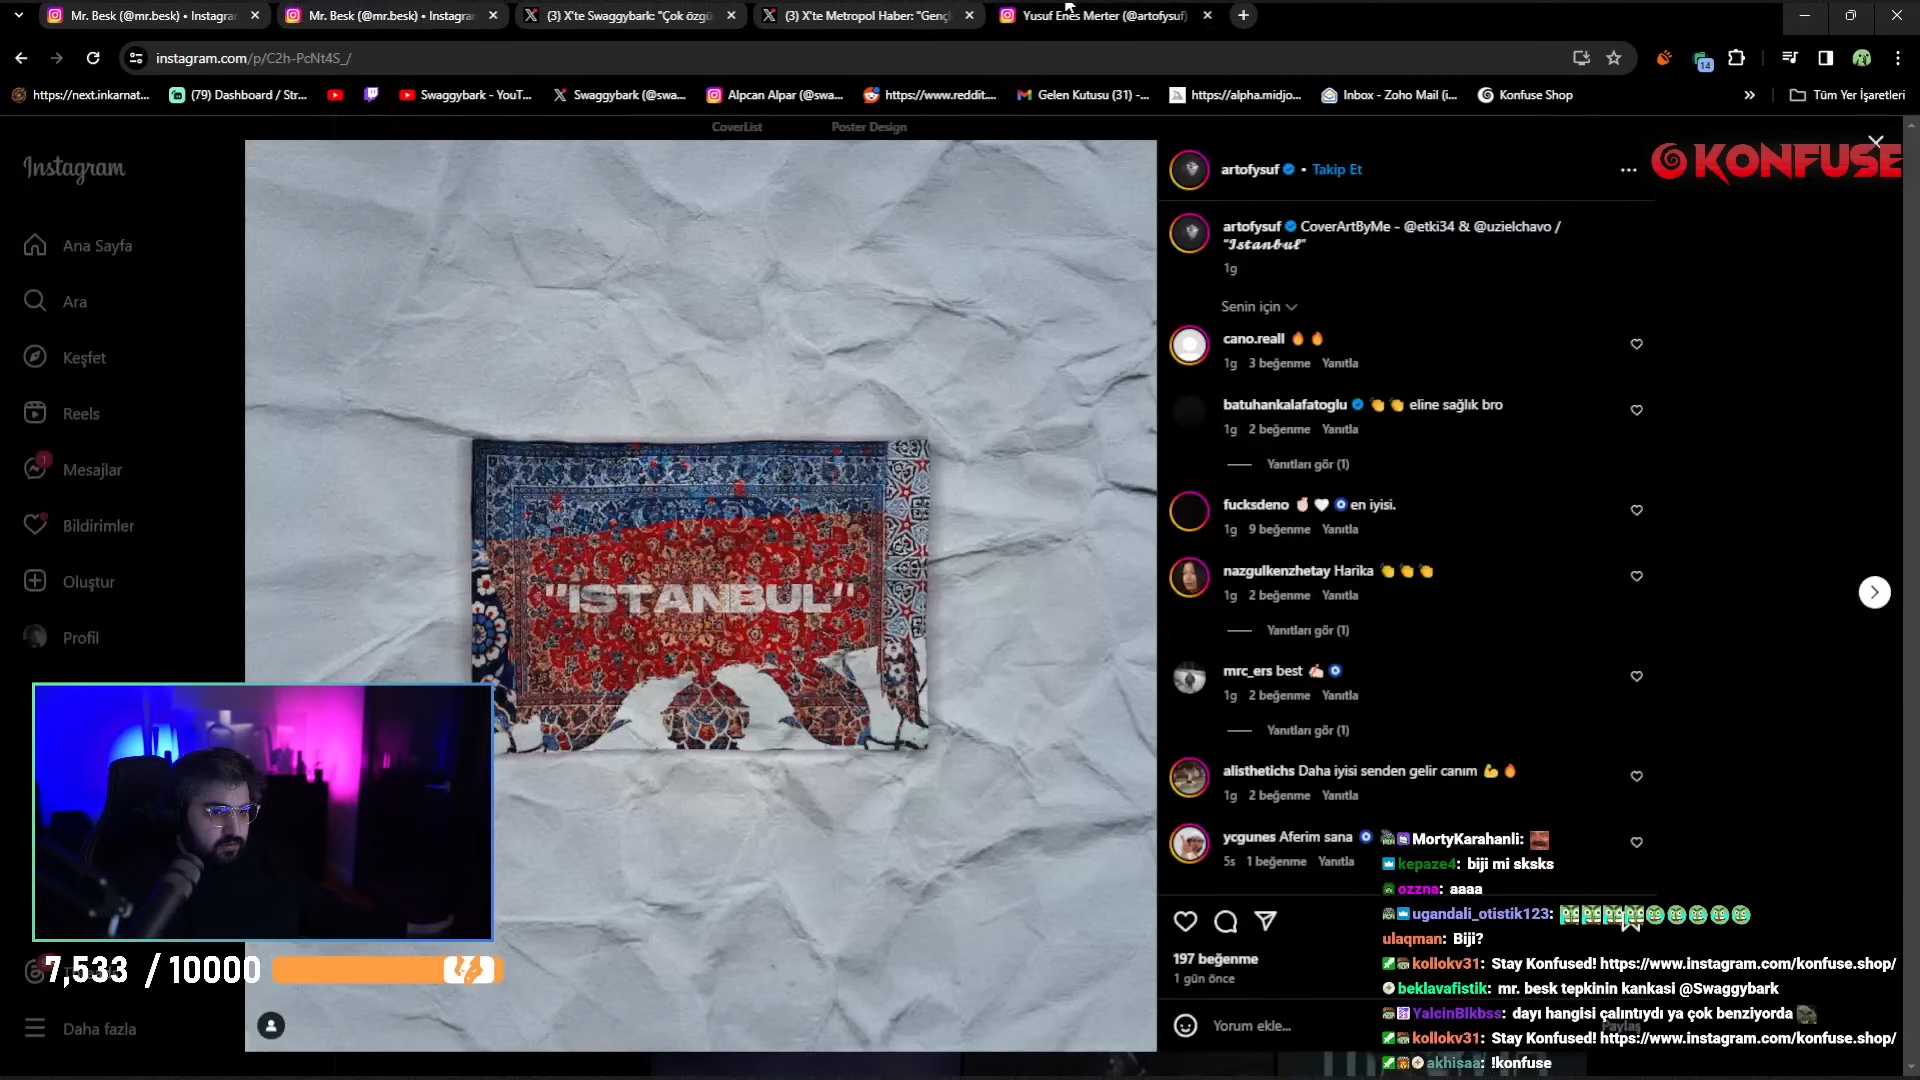 Mr. Besk (@mr.besk) • Instagra
Mr. Besk (@mr.besk) • Instagra
(3) X'te Swaggybark: "Çok özgü
(3) X'te Metropol Haber: "Genç
Yusuf Enes Merter (@artofysuf)
instagram.com/p/C2h-PcNt4S_/
14
https://next.inkarnat...
(79) Dashboard / Str...
Swaggybark - YouT...
Swaggybark (@swa...
Alpcan Alpar (@swa...
https://www.reddit....
Gelen Kutusu (31) -...
https://alpha.midjo...
Inbox - Zoho Mail (i...
Konfuse Shop
Tüm Yer İşaretleri
CoverList
Poster Design
Instagram
Ana Sayfa
Ara
Keşfet
Reels
1
Mesajlar
Bildirimler
Oluştur
Profil
7,533 / 10000
Daha fazla
"ISTANBUL"
KONFUSE
artofysuf • Takip Et
artofysuf CoverArtByMe - @etki34 & @uzielchavo /
"Istanbul"
1g
Senin için
cano.reall 🔥 🔥
1g 3 beğenme Yanıtla
batuhankalafatoglu 👏 👏 eline sağlık bro
1g 2 beğenme Yanıtla
Yanıtları gör (1)
fucksdeno 🫰🏻 🤍 🧿 en iyisi.
1g 9 beğenme Yanıtla
nazgulkenzhetay Harika 👏 👏 👏
1g 2 beğenme Yanıtla
Yanıtları gör (1)
mrc_ers best 🧿
1g 2 beğenme Yanıtla
Yanıtları gör (1)
alisthetichs Daha iyisi senden gelir canım 💪 🔥
1g 2 beğenme Yanıtla
ycgunes Aferim sana 🧿
5s 1 beğenme Yanıtla
197 beğenme
1 gün önce
Yorum ekle...
Paylaş
MortyKarahanli:
kepaze4: biji mi sksks
ozzna: aaaa
ugandali_otistik123:
ulaqman: Biji?
kollokv31: Stay Konfused! https://www.instagram.com/konfuse.shop/
beklavafistik: mr. besk tepkinin kankasi @Swaggybark
YalcinBlkbss: dayı hangisi çalıntıydı ya çok benziyorda
kollokv31: Stay Konfused! https://www.instagram.com/konfuse.shop/
akhisaa: !konfuse